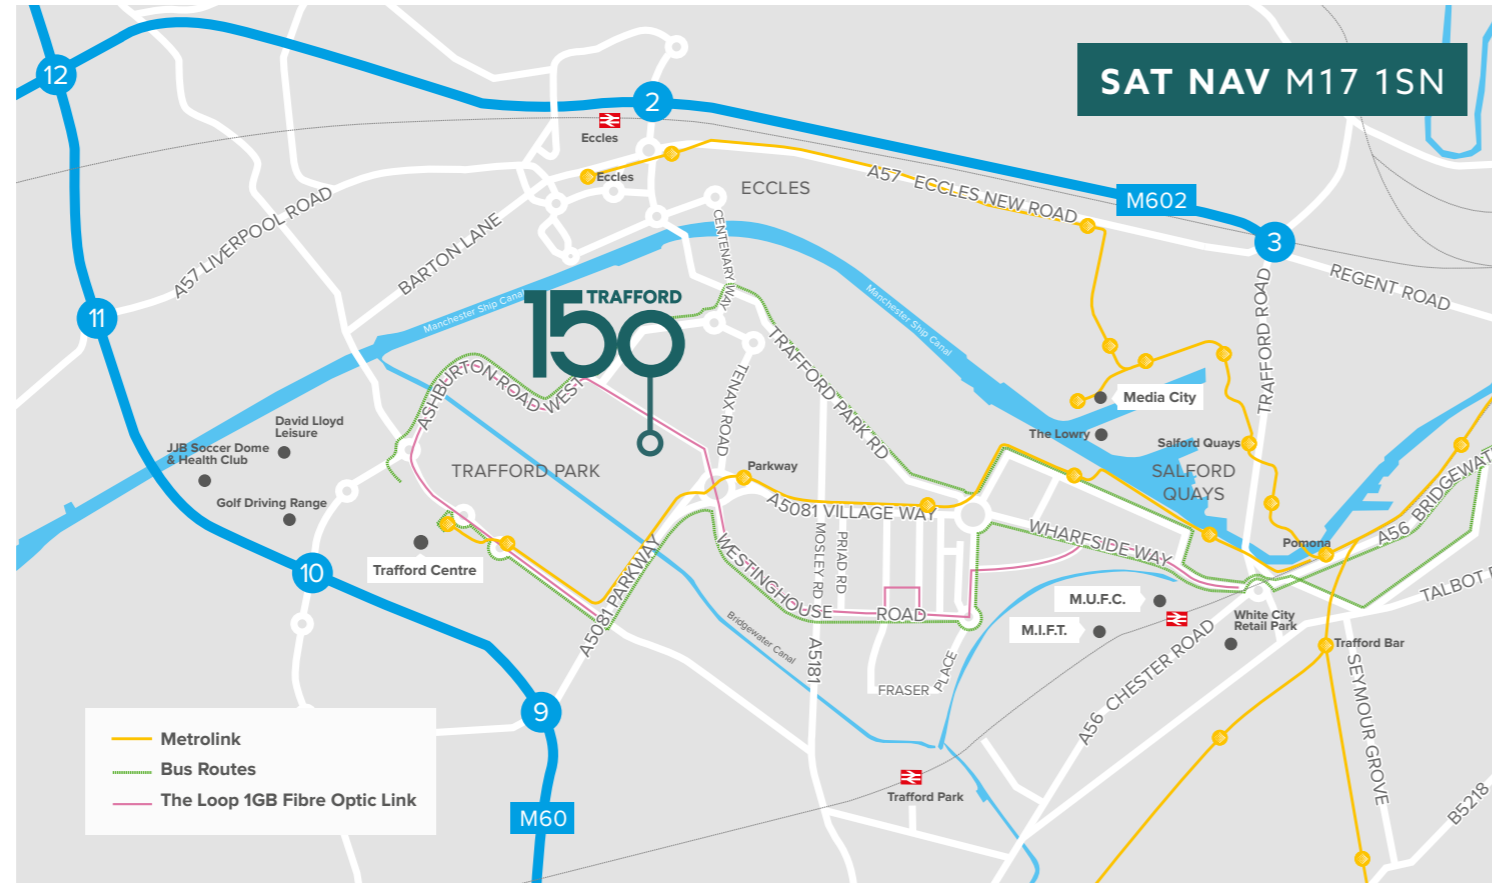 SAT NAV M17 1SN
12
2
Eccles
Eccles
ECCLES
A57 ECCLES NEW ROAD
M602
3
REGENT ROAD
A57 LIVERPOOL ROAD
BARTON LANE
CENTENARY WAY
TRAFFORD ROAD
11
Manchester Ship Canal
Manchester Ship Canal
150 TRAFFORD
ASHBURTON ROAD WEST
TENAX ROAD
TRAFFORD PARK RD
Media City
The Lowry
Salford Quays
SALFORD
QUAYS
David Lloyd
Leisure
JJB Soccer Dome
& Health Club
Golf Driving Range
TRAFFORD PARK
Parkway
A5081 VILLAGE WAY
MOSLEY RD
PRIAD RD
WHARFSIDE WAY
Pomona
A56 BRIDGEWAT
TALBOT
10
Trafford Centre
A5081 PARKWAY
WESTINGHOUSE ROAD
Bridgewater Canal
A5181
FRASER PLACE
M.U.F.C.
M.I.F.T.
White City
Retail Park
Trafford Bar
A56 CHESTER ROAD
SEYMOUR GROVE
9
M60
Trafford Park
B5218
Metrolink
Bus Routes
The Loop 1GB Fibre Optic Link